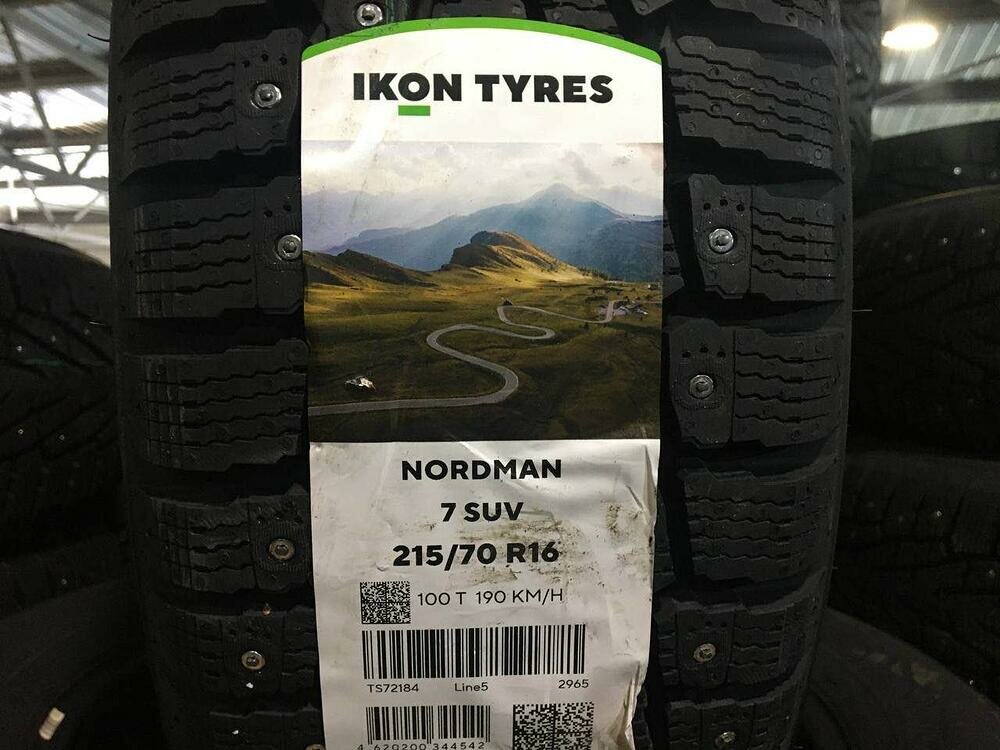 IKON TYRES
NORDMAN
7 SUV
215/70 R16
100 T 190 KM/H
TS72184 Line5 2965
4 620200 344542